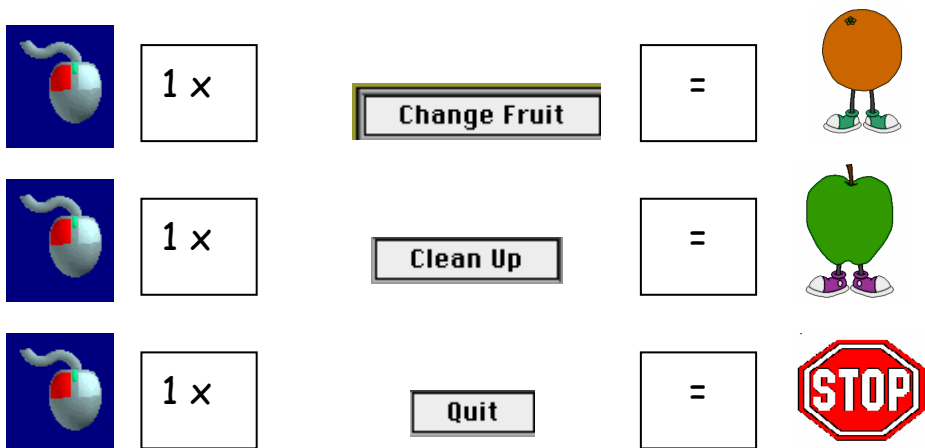 1 x Change Fruit =
1 x Clean Up =
1 x Quit = STOP